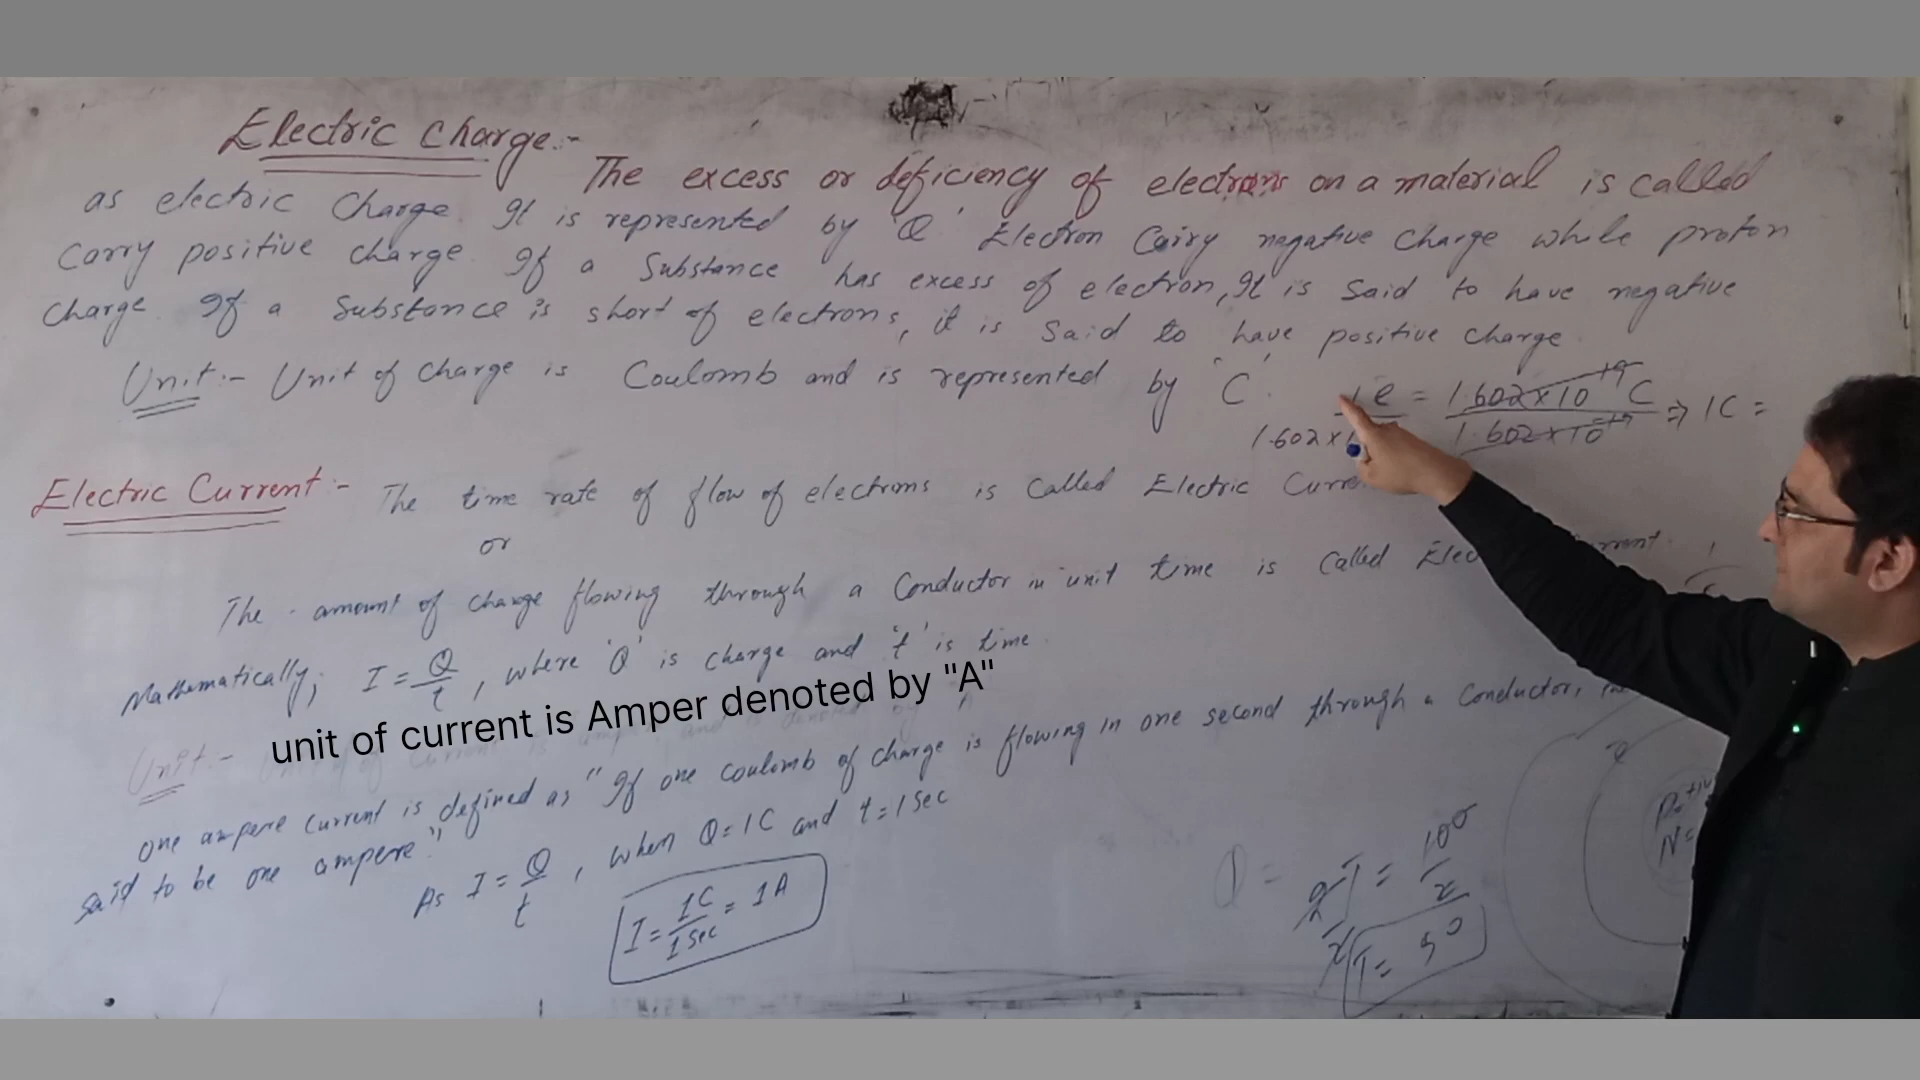 Electric Charge:-
The excess or deficiency of electrons on a material is called
as electric charge. It is represented by 'Q' Electron Carry negative charge while proton
carry positive charge. If a Substance has excess of electron, It is Said to have negative
charge. If a Substance is short of electrons, it is Said to have positive charge.
Unit:- Unit of charge is Coulomb and is represented by 'C'.
1e = 1.602x10^-19 C
1.602x1
1.602x10^-19
=> 1C =
Electric Current:- The time rate of flow of electrons is Called Electric Curre
or
The amount of charge flowing through a Conductor in unit time is Called Elec rrent.
Mathematically; I = Q/t, where 'Q' is charge and 't' is time.
unit of current is Amper denoted by "A"
Unit:-
one ampere current is defined as "If one coulomb of charge is flowing in one second through a Conductor,
said to be one ampere."
As I = Q/t, when Q=1C and t=1Sec
I = 1C/1Sec = 1A